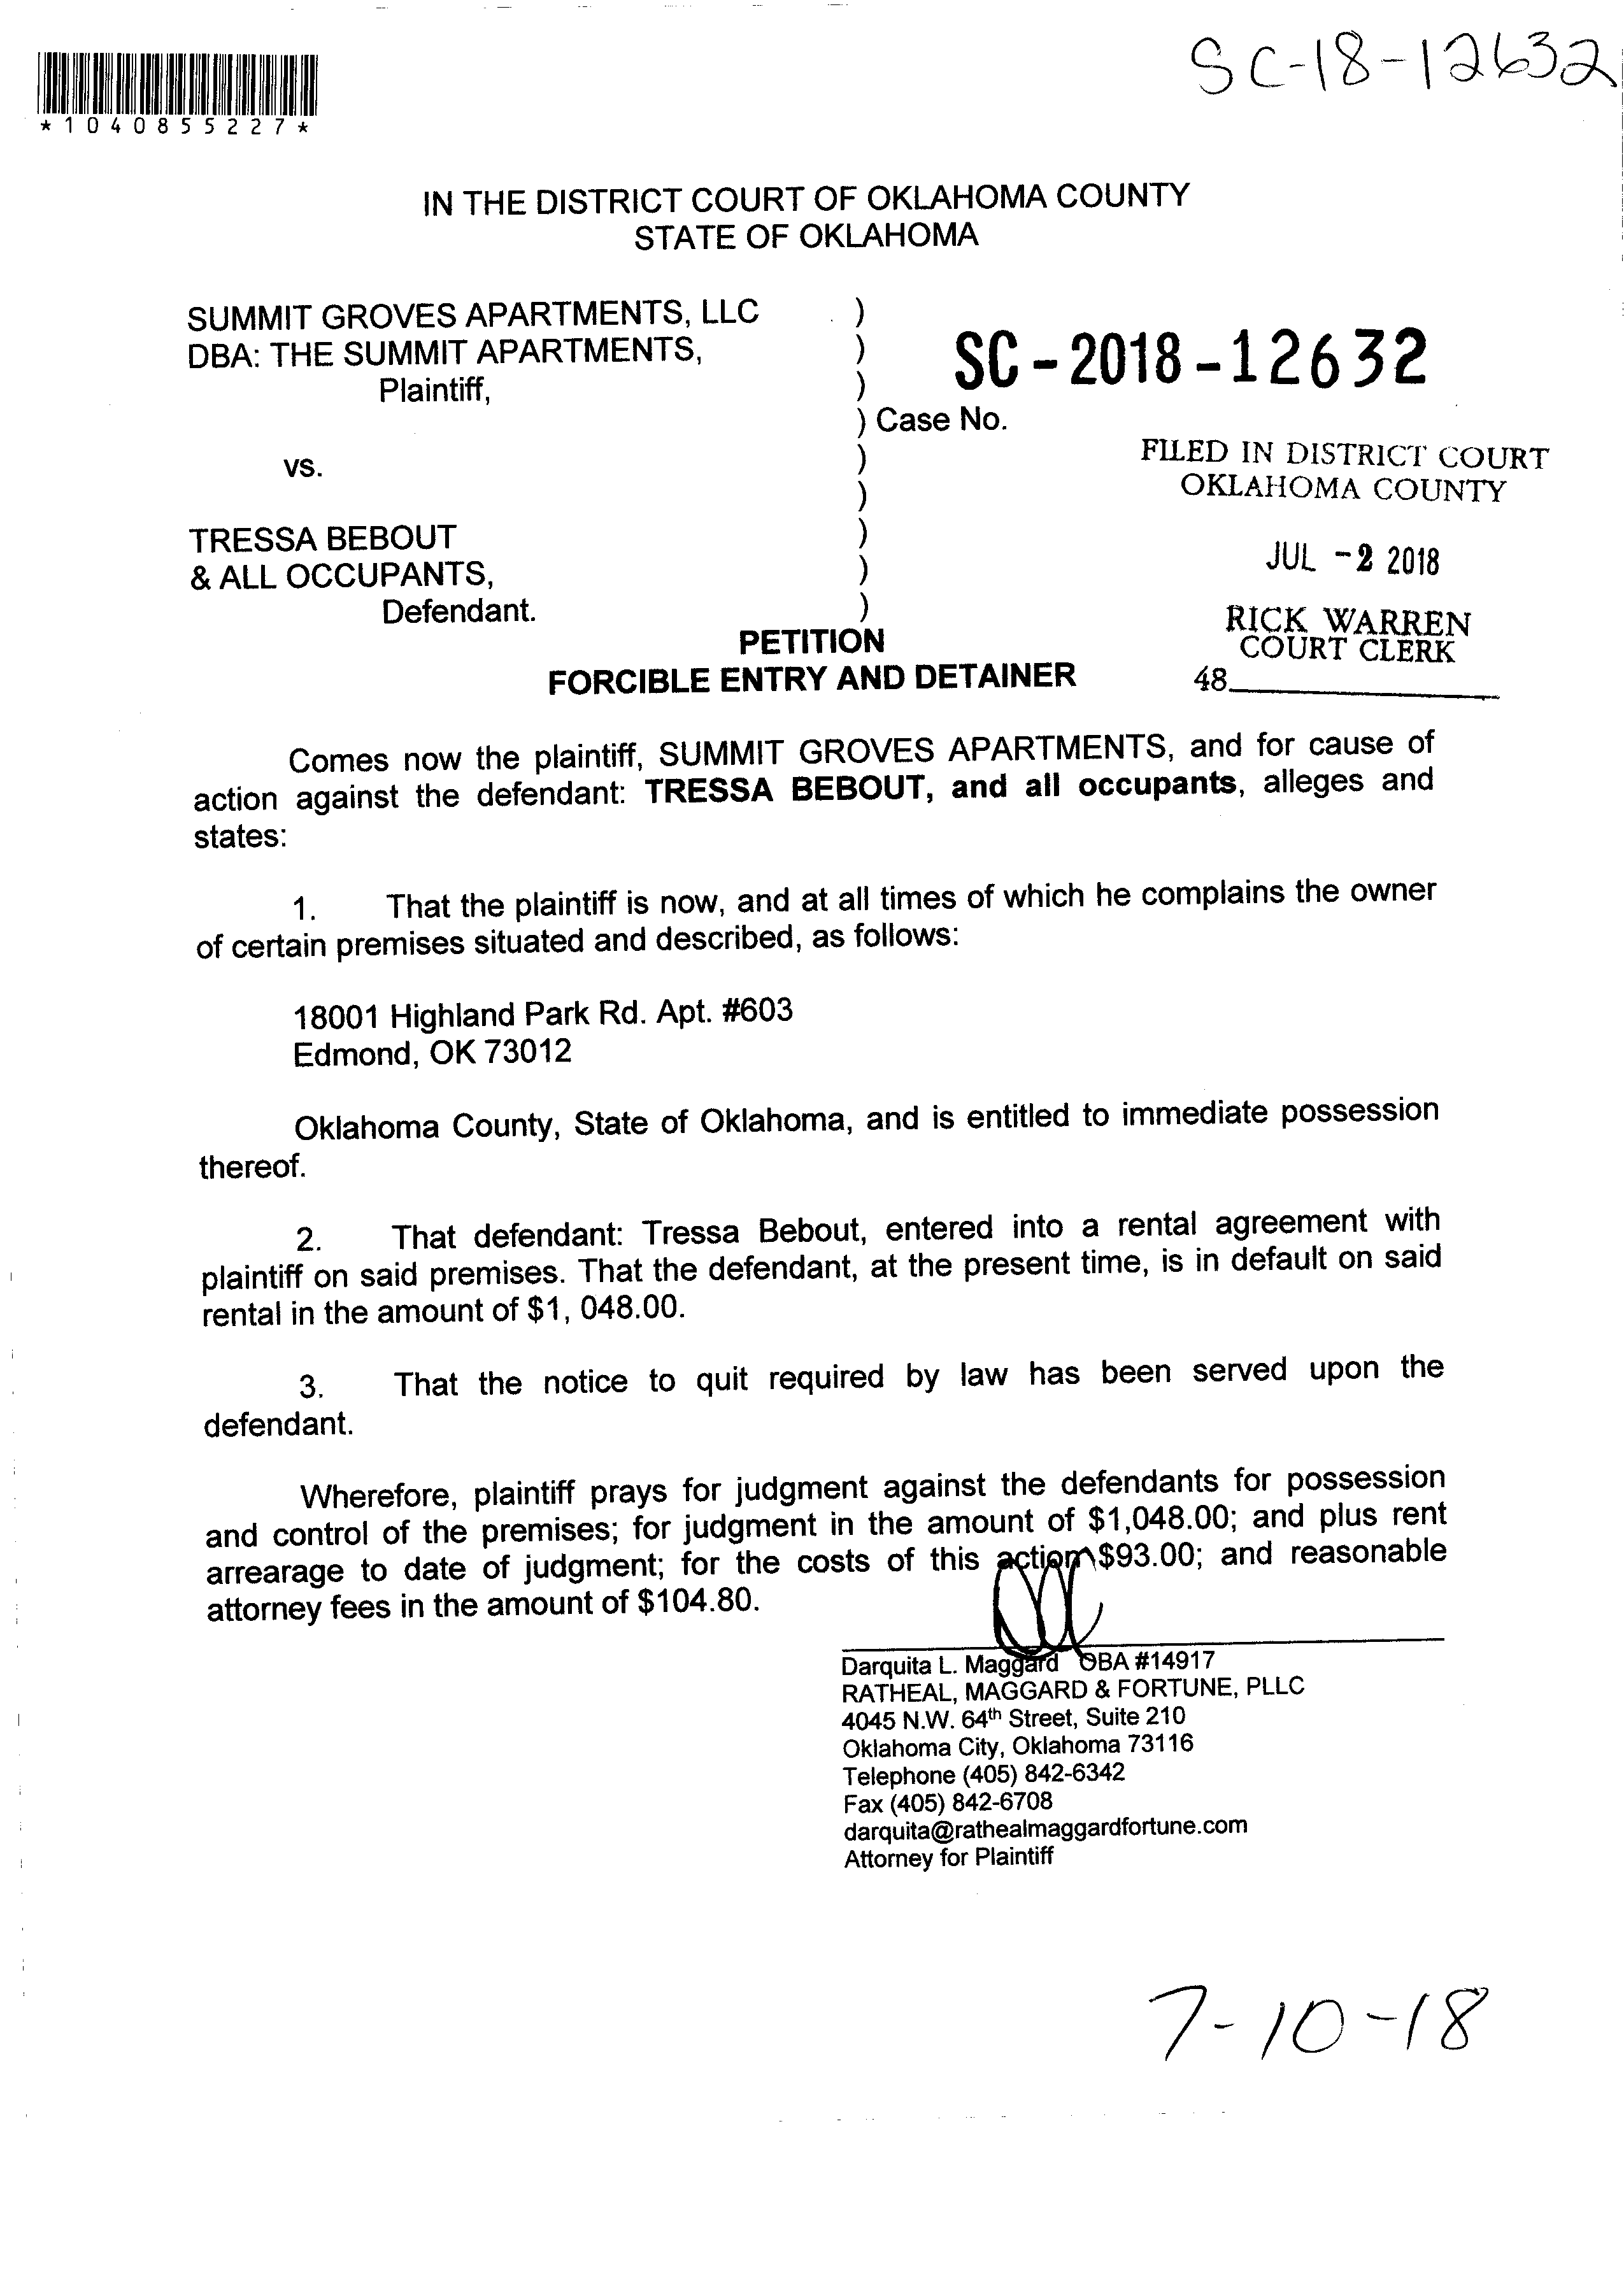 SC-18-12632
*1040855227*
IN THE DISTRICT COURT OF OKLAHOMA COUNTY
STATE OF OKLAHOMA
SUMMIT GROVES APARTMENTS, LLC )
DBA: THE SUMMIT APARTMENTS, )
SC-2018-12632
Plaintiff, )
) Case No.
vs. )
FILED IN DISTRICT COURT
OKLAHOMA COUNTY
)
TRESSA BEBOUT )
JUL -2 2018
& ALL OCCUPANTS, )
Defendant. )
RICK WARREN
COURT CLERK
48
PETITION
FORCIBLE ENTRY AND DETAINER
Comes now the plaintiff, SUMMIT GROVES APARTMENTS, and for cause of
action against the defendant: TRESSA BEBOUT, and all occupants, alleges and
states:
1. That the plaintiff is now, and at all times of which he complains the owner
of certain premises situated and described, as follows:
18001 Highland Park Rd. Apt. #603
Edmond, OK 73012
Oklahoma County, State of Oklahoma, and is entitled to immediate possession
thereof.
2. That defendant: Tressa Bebout, entered into a rental agreement with
plaintiff on said premises. That the defendant, at the present time, is in default on said
rental in the amount of $1, 048.00.
3. That the notice to quit required by law has been served upon the
defendant.
Wherefore, plaintiff prays for judgment against the defendants for possession
and control of the premises; for judgment in the amount of $1,048.00; and plus rent
arrearage to date of judgment; for the costs of this action $93.00; and reasonable
attorney fees in the amount of $104.80.
Darquita L. Maggard OBA #14917
RATHEAL, MAGGARD & FORTUNE, PLLC
4045 N.W. 64th Street, Suite 210
Oklahoma City, Oklahoma 73116
Telephone (405) 842-6342
Fax (405) 842-6708
darquita@rathealmaggardfortune.com
Attorney for Plaintiff
7-10-18